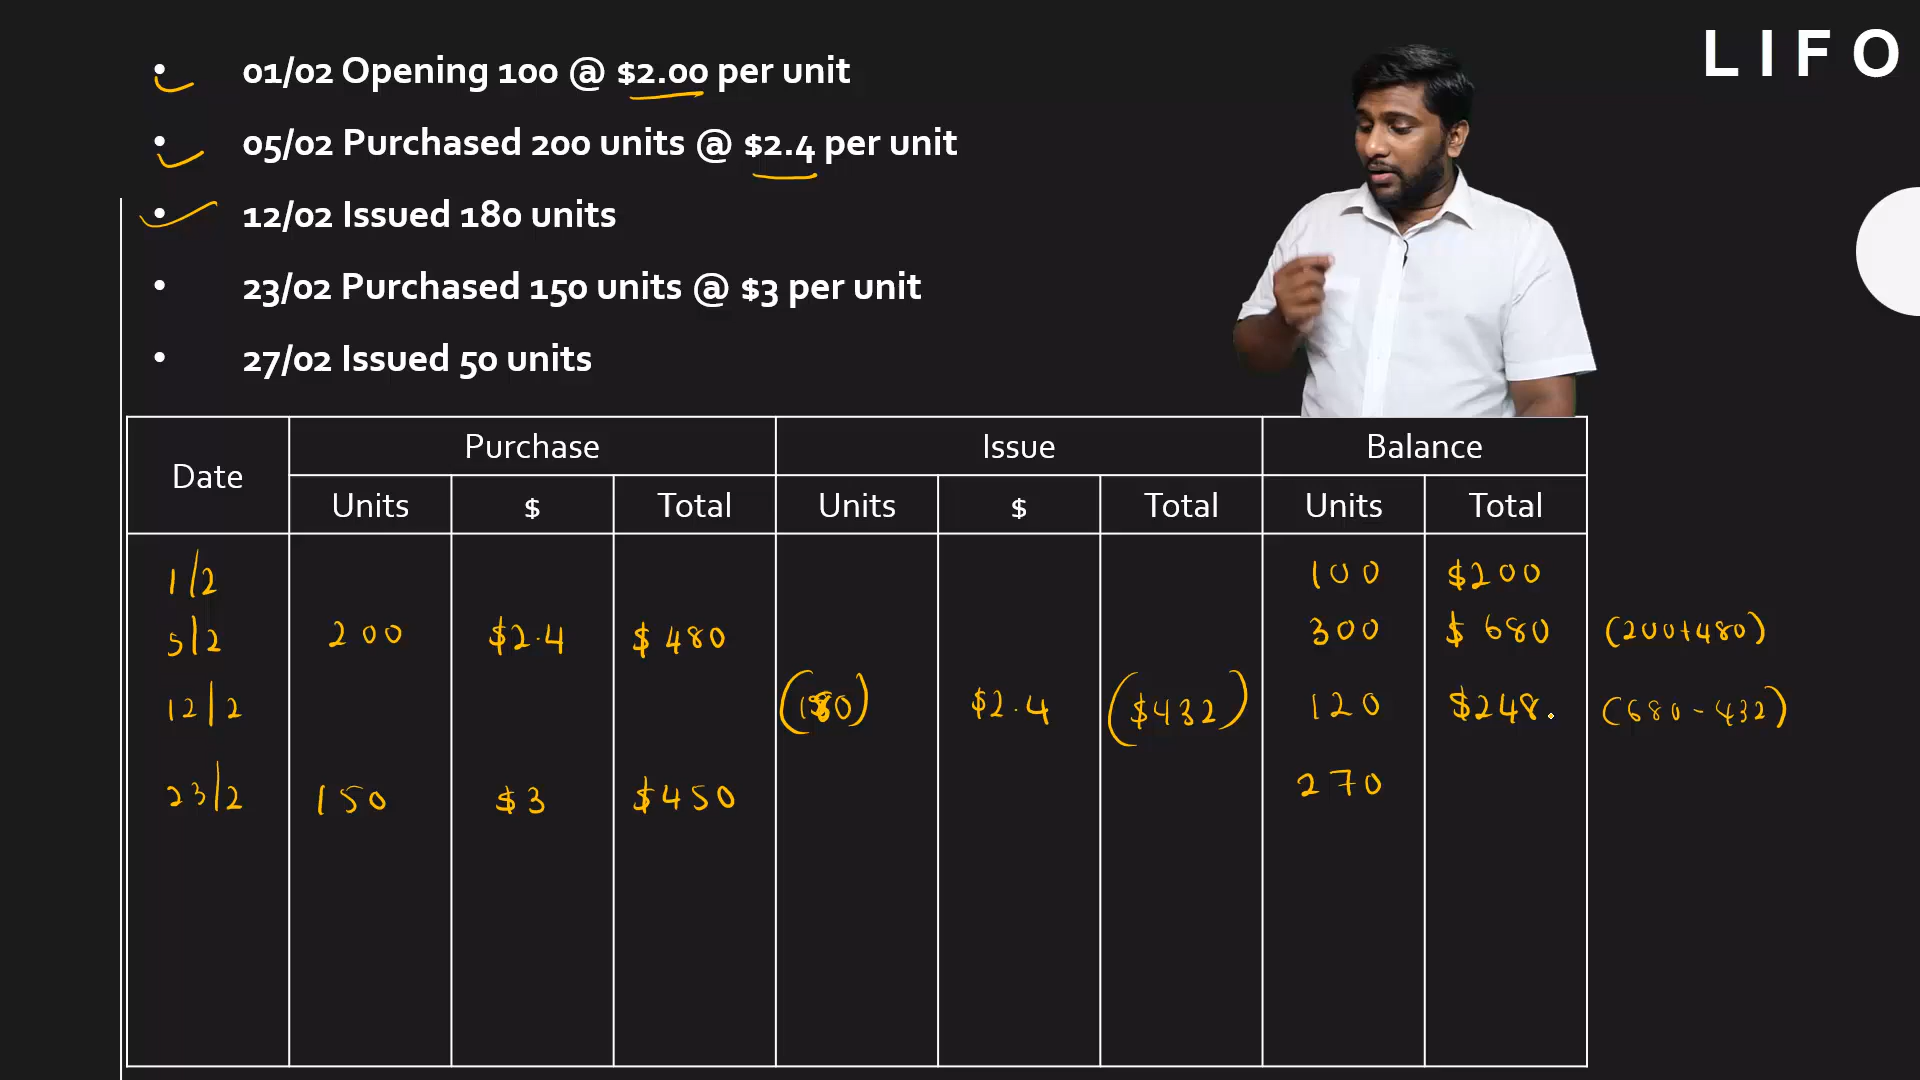 LIFO
• 01/02 Opening 100 @ $2.00 per unit
• 05/02 Purchased 200 units @ $2.4 per unit
• 12/02 Issued 180 units
• 23/02 Purchased 150 units @ $3 per unit
• 27/02 Issued 50 units
Date Purchase Issue Balance
Units $ Total Units $ Total Units Total
1/2 100 $200
5/2 200 $2.4 $480 300 $680 (200+480)
12/2 (180) $2.4 ($432) 120 $248. (680-432)
23/2 150 $3 $450 270